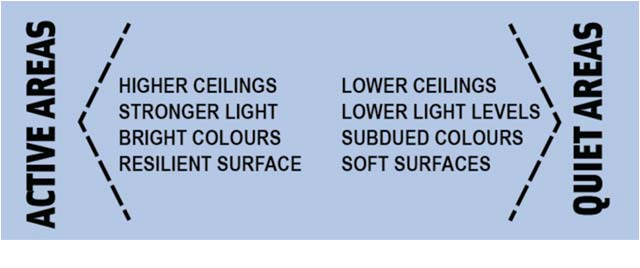 ACTIVE AREAS
HIGHER CEILINGS
STRONGER LIGHT
BRIGHT COLOURS
RESILIENT SURFACE
LOWER CEILINGS
LOWER LIGHT LEVELS
SUBDUED COLOURS
SOFT SURFACES
QUIET AREAS